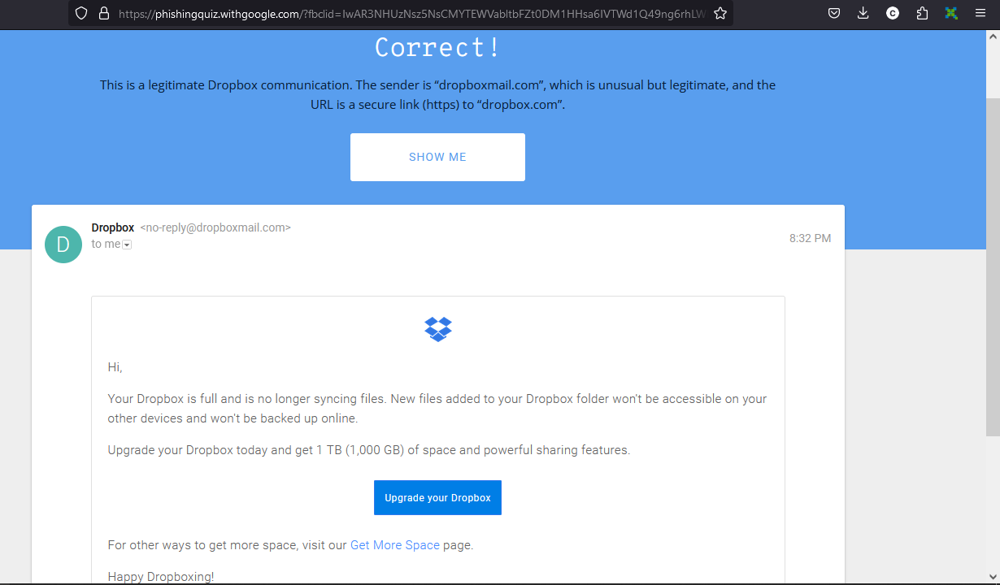 https://phishingquiz.withgoogle.com/?fbclid=IwAR3NHUzNsz5NsCMYTEWVabltbFZt0DM1HHsa6IVTWd1Q49ng6rhLW
Correct!
This is a legitimate Dropbox communication. The sender is “dropboxmail.com”, which is unusual but legitimate, and the
URL is a secure link (https) to “dropbox.com”.
SHOW ME
D
Dropbox <no-reply@dropboxmail.com>
to me
8:32 PM
Hi,
Your Dropbox is full and is no longer syncing files. New files added to your Dropbox folder won't be accessible on your
other devices and won't be backed up online.
Upgrade your Dropbox today and get 1 TB (1,000 GB) of space and powerful sharing features.
Upgrade your Dropbox
For other ways to get more space, visit our Get More Space page.
Happy Dropboxing!